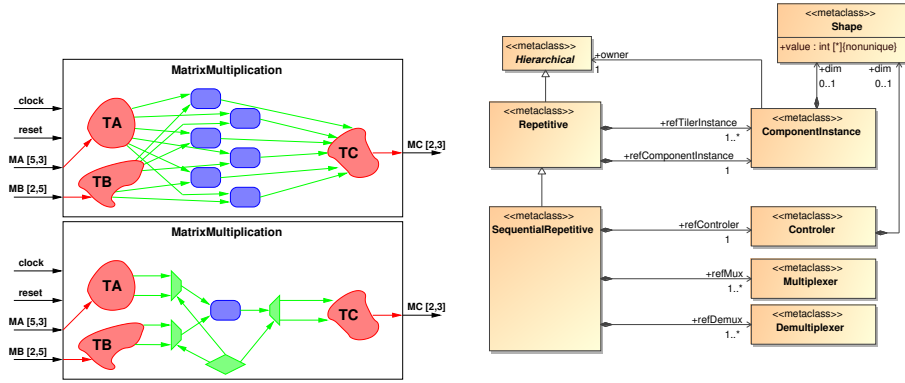 MatrixMultiplication
clock
reset
MA [5,3]
MB [2,5]
TA
TB
TC
MC [2,3]
MatrixMultiplication
clock
reset
MA [5,3]
MB [2,5]
TA
TB
TC
MC [2,3]
<<metaclass>>
Shape
+value : int [*]{nonunique}
<<metaclass>>
Hierarchical
+owner
1
+dim
0..1
+dim
0..1
<<metaclass>>
Repetitive
+refTilerInstance
1..*
+refComponentInstance
1
<<metaclass>>
ComponentInstance
<<metaclass>>
SequentialRepetitive
+refControler
1
<<metaclass>>
Controler
+refMux
1..*
<<metaclass>>
Multiplexer
+refDemux
1..*
<<metaclass>>
Demultiplexer